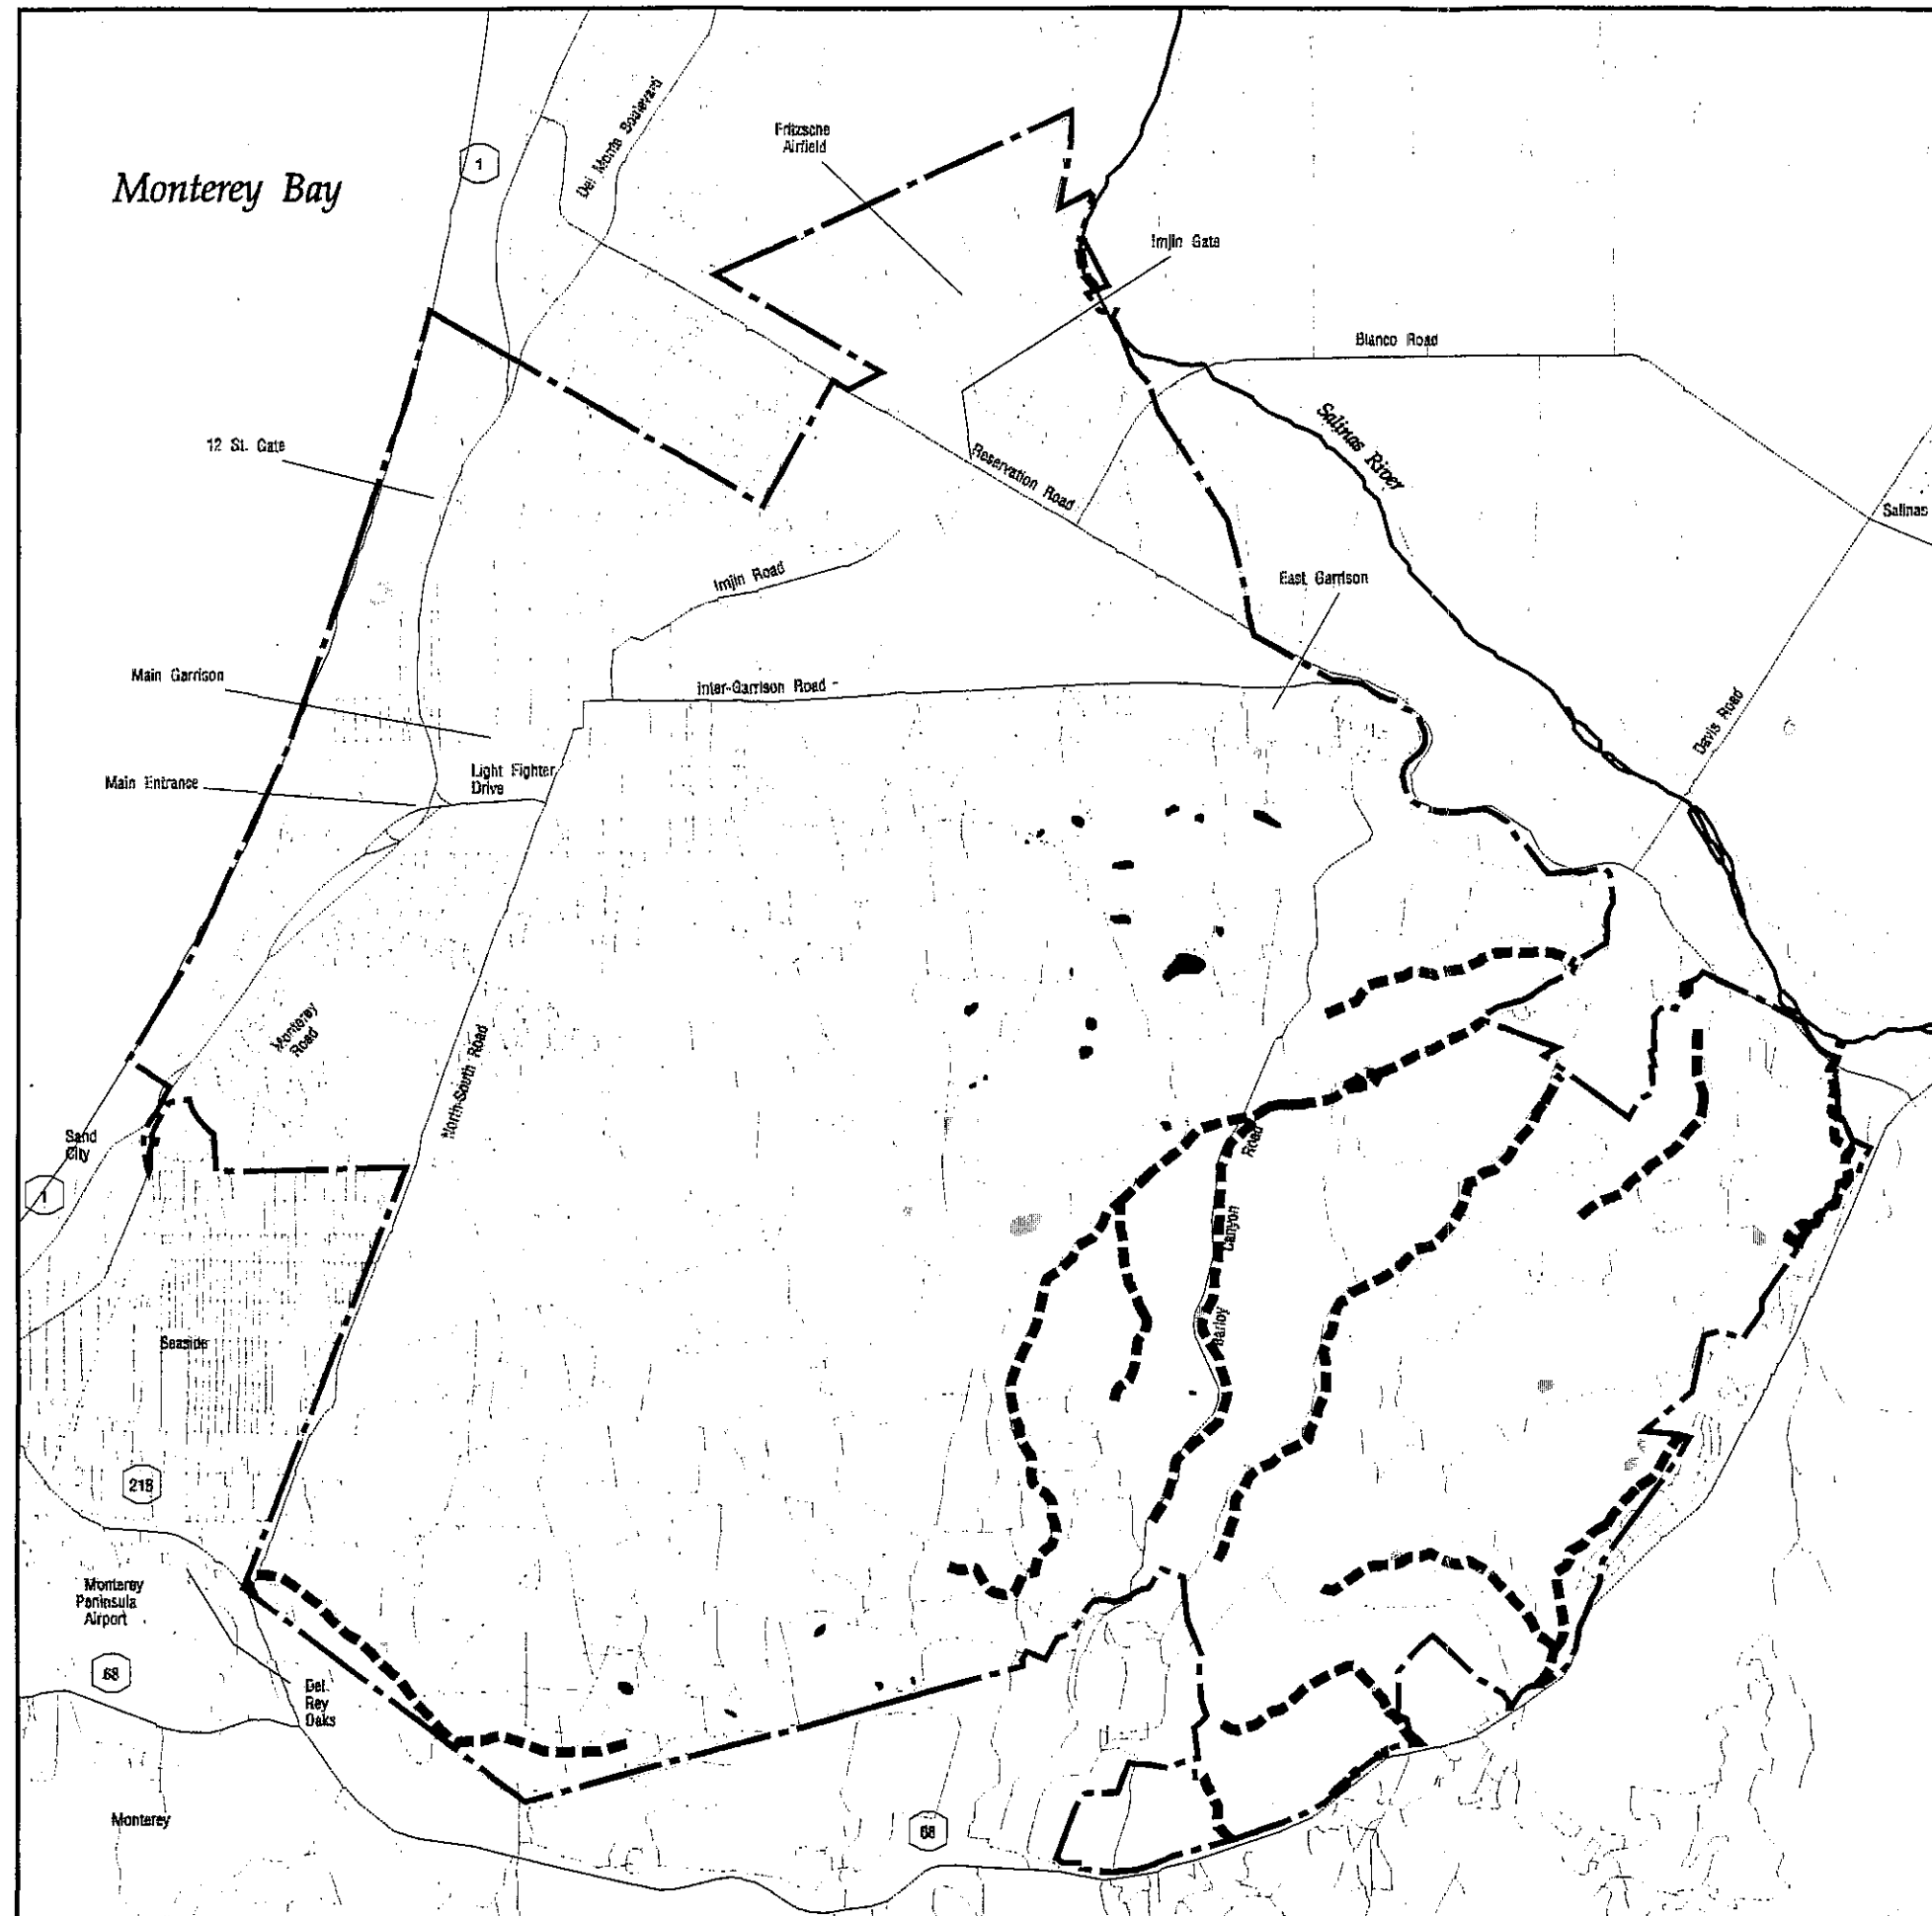 Monterey Bay
1
Del Monte Boulevard
Fritzsche
Airfield
Imjin Gate
Blanco Road
12 St. Gate
Salinas River
Reservation Road
Salinas
Imjin Road
East Garrison
Main Garrison
Inter-Garrison Road
Davis Road
Main Entrance
Light Fighter
Drive
Monterey
Road
North-South Road
Sand
City
1
Road
Canyon
Barloy
Seaside
218
Monterey
Peninsula
Airport
68
Del
Rey
Oaks
Monterey
68